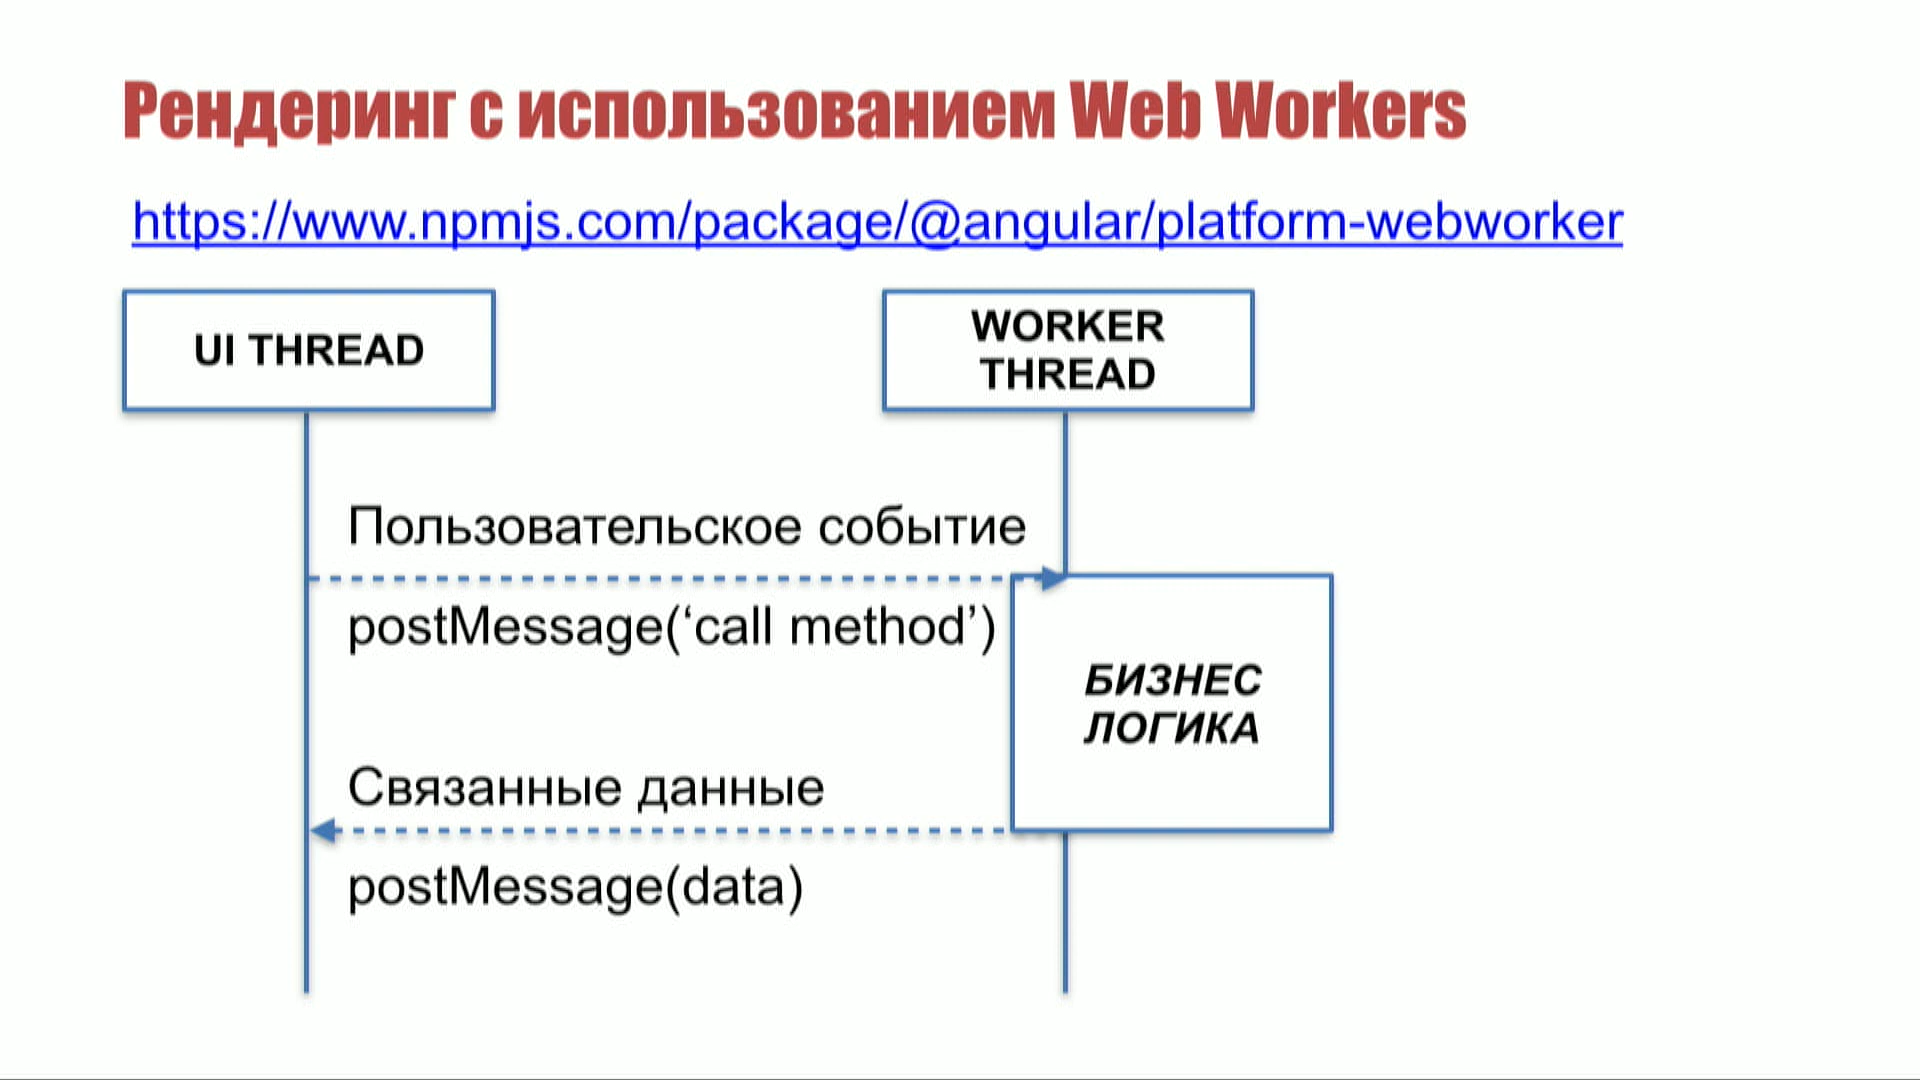 Рендеринг с использованием Web Workers
https://www.npmjs.com/package/@angular/platform-webworker
UI THREAD
WORKER
THREAD
Пользовательское событие
postMessage(‘call method’)
БИЗНЕС
ЛОГИКА
Связанные данные
postMessage(data)